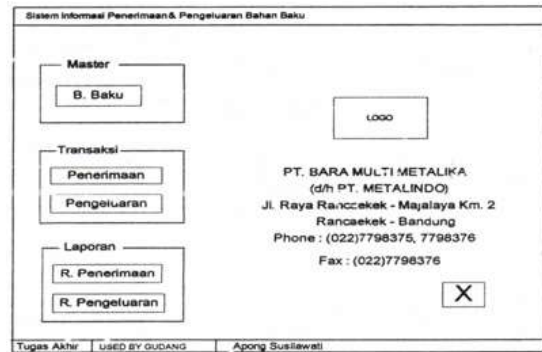 Sistem Informasi Penerimaan & Pengeluaran Bahan Baku
Master
B. Baku
Transaksi
Penerimaan
Pengeluaran
Laporan
R. Penerimaan
R. Pengeluaran
LOGO
PT. BARA MULTI METALIKA
(d/h PT. METALINDO)
Jl. Raya Rancaekek - Majalaya Km. 2
Rancaekek - Bandung
Phone : (022)7798375, 7798376
Fax : (022)7798376
X
Tugas Akhir USED BY GUDANG Apong Susilawati